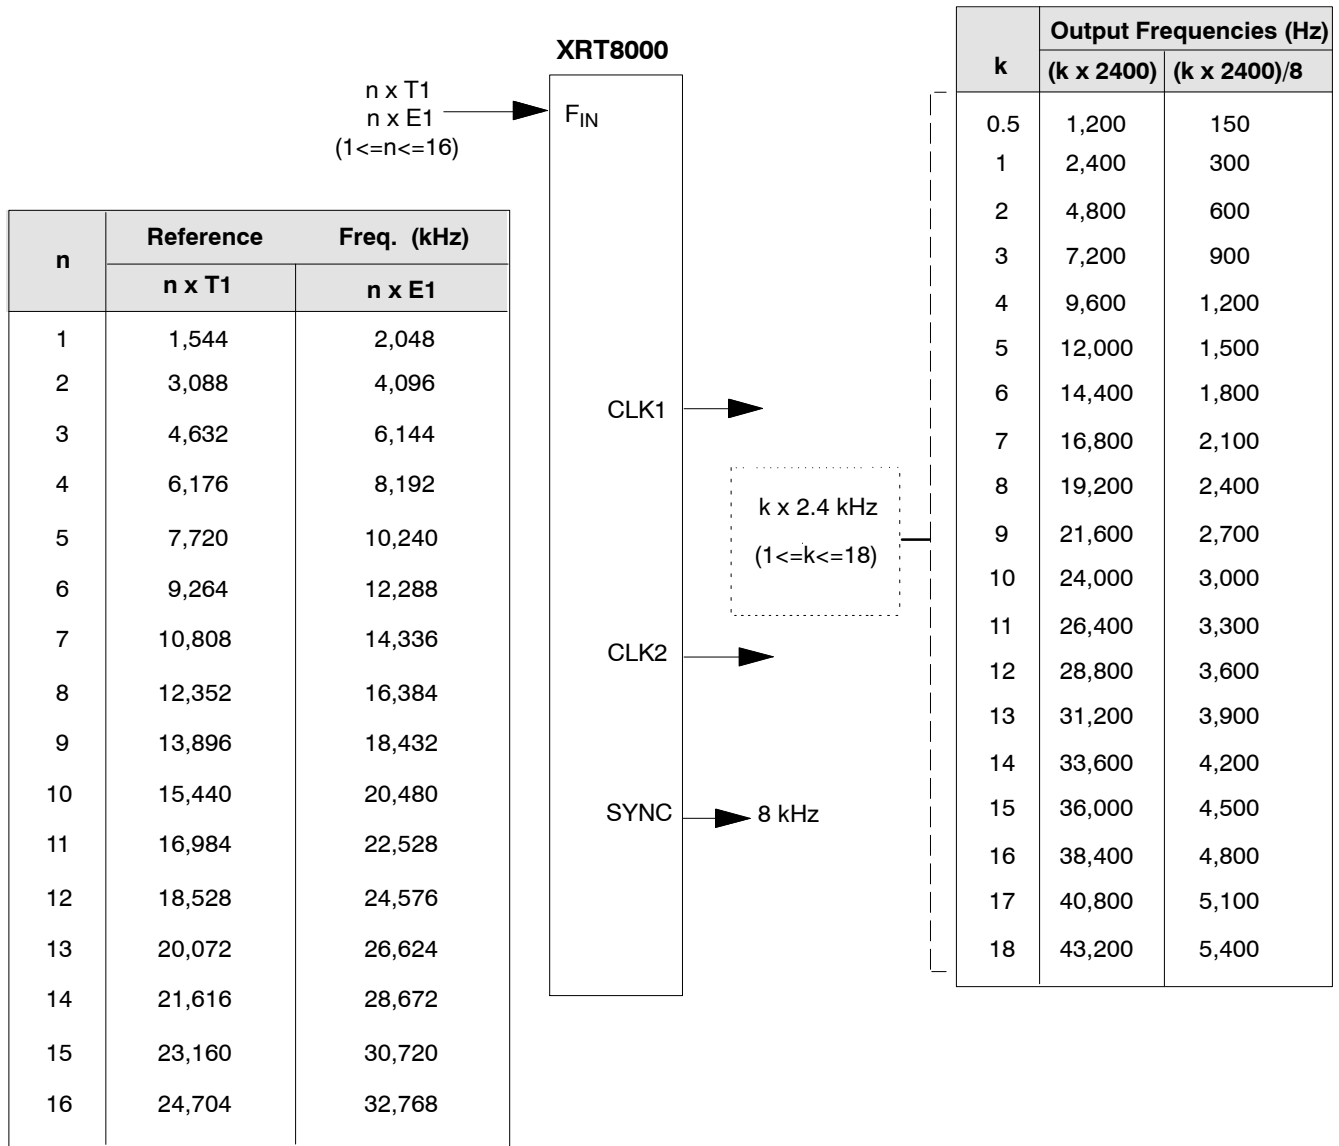 XRT8000
n x T1
n x E1
(1<=n<=16)
F_IN
CLK1
CLK2
SYNC
8 kHz
k x 2.4 kHz
(1<=k<=18)
n Reference Freq. (kHz)
n x T1 n x E1
1 1,544 2,048
2 3,088 4,096
3 4,632 6,144
4 6,176 8,192
5 7,720 10,240
6 9,264 12,288
7 10,808 14,336
8 12,352 16,384
9 13,896 18,432
10 15,440 20,480
11 16,984 22,528
12 18,528 24,576
13 20,072 26,624
14 21,616 28,672
15 23,160 30,720
16 24,704 32,768
k Output Frequencies (Hz)
(k x 2400) (k x 2400)/8
0.5 1,200 150
1 2,400 300
2 4,800 600
3 7,200 900
4 9,600 1,200
5 12,000 1,500
6 14,400 1,800
7 16,800 2,100
8 19,200 2,400
9 21,600 2,700
10 24,000 3,000
11 26,400 3,300
12 28,800 3,600
13 31,200 3,900
14 33,600 4,200
15 36,000 4,500
16 38,400 4,800
17 40,800 5,100
18 43,200 5,400